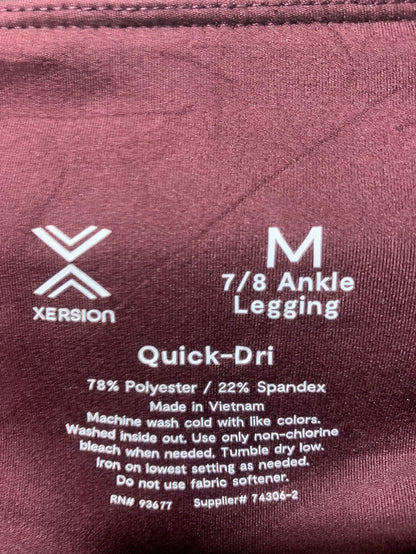 XERSION
M
7/8 Ankle
Legging
Quick-Dri
78% Polyester / 22% Spandex
Made in Vietnam
Machine wash cold with like colors.
Washed inside out. Use only non-chlorine
bleach when needed. Tumble dry low.
Iron on lowest setting as needed.
Do not use fabric softener.
RN# 93677 Supplier# 74306-2